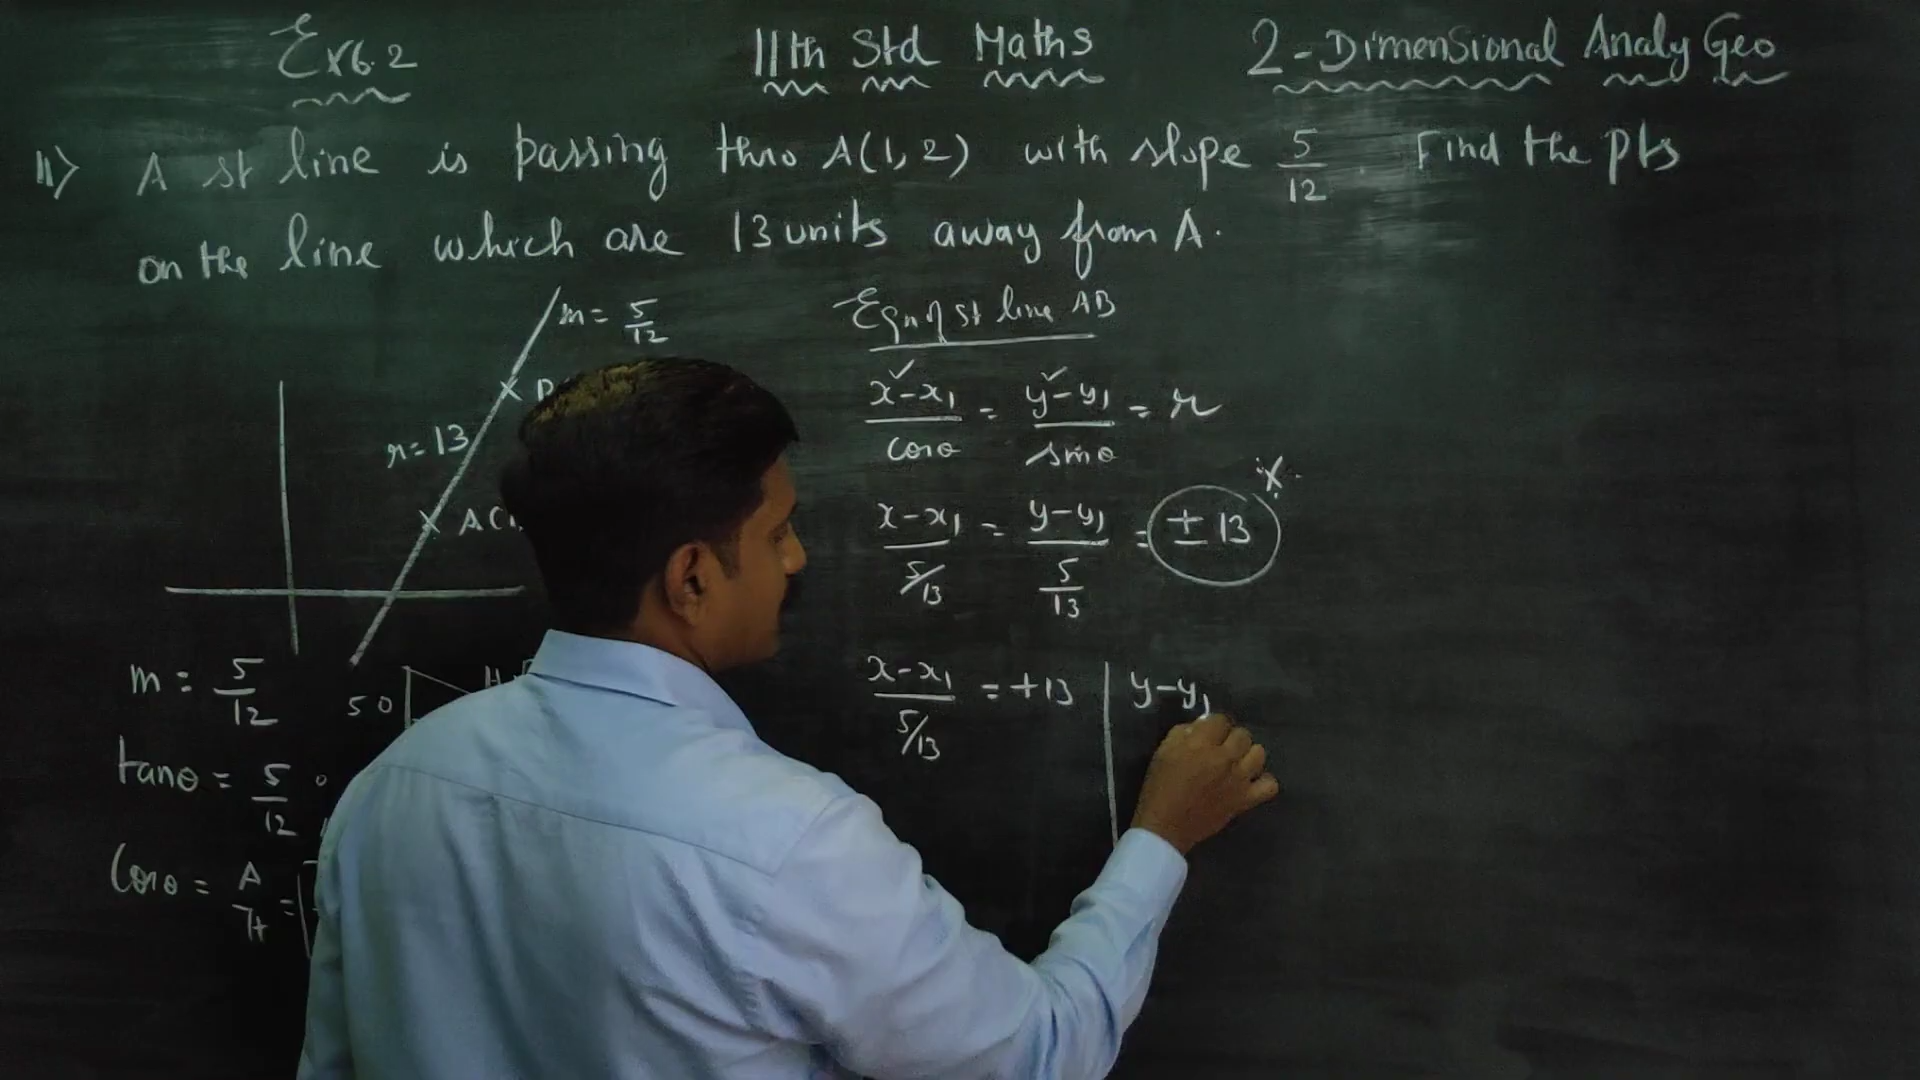 Ex 6.2
11th Std Maths
2-Dimensional Analy Geo
11) A st line is passing thro A(1,2) with slope 5/12. Find the pts
on the line which are 13 units away from A.
m = 5/12
r = 13
A(1,
Eqn of st line AB
x-x₁/cosθ = y-y₁/sinθ = r
x-x₁/5/13 = y-y₁/5/13 = ±13
x-x₁/5/13 = +13
y-y₁
m = 5/12
50
tanθ = 5/12
Cosθ = A/H =